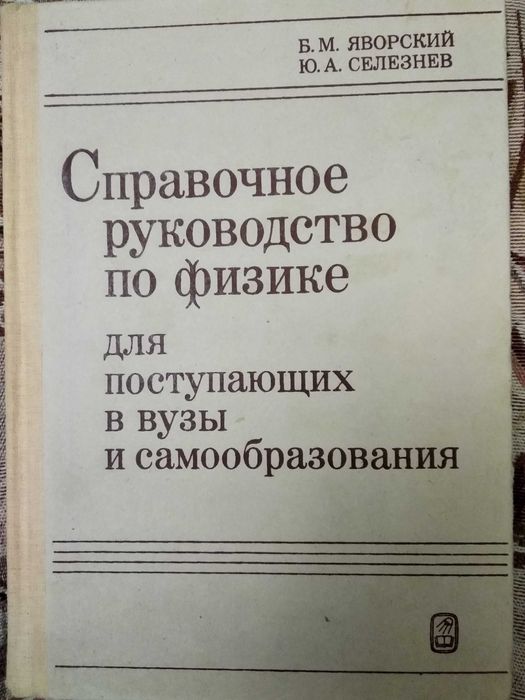 Б. М. ЯВОРСКИЙ
Ю. А. СЕЛЕЗНЕВ
Справочное
руководство
по физике
для
поступающих
в вузы
и самообразования